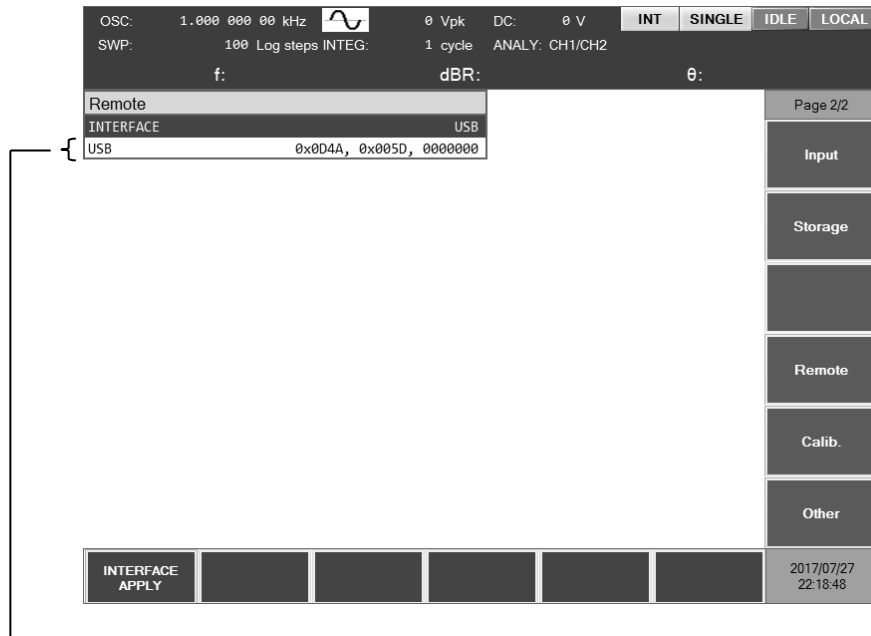 OSC: 1.000 000 00 kHz 0 Vpk DC: 0 V INT SINGLE IDLE LOCAL
SWP: 100 Log steps INTEG: 1 cycle ANALY: CH1/CH2
f: dBR: θ:
Remote
INTERFACE USB
USB 0x0D4A, 0x005D, 0000000
Page 2/2
Input
Storage
Remote
Calib.
Other
INTERFACE
APPLY
2017/07/27
22:18:48